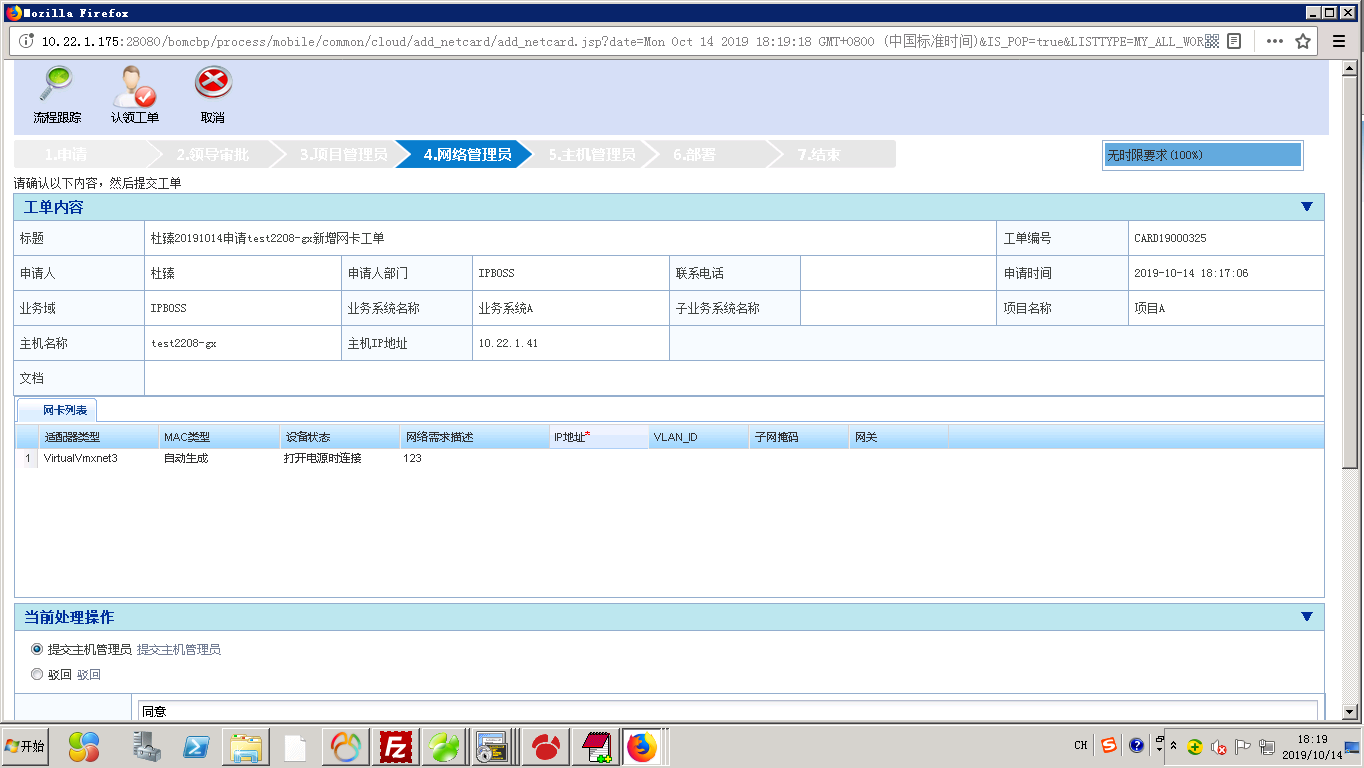 Mozilla Firefox
10.22.1.175:28080/bomcbp/process/mobile/common/cloud/add_netcard/add_netcard.jsp?date=Mon Oct 14 2019 18:19:18 GMT+0800 (中国标准时间)&IS_POP=true&LISTTYPE=MY_ALL_WOR
流程跟踪 认领工单 取消
1.申请 2.领导审批 3.项目管理员 4.网络管理员 5.主机管理员 6.部署 7.结束 无时限要求(100%)
请确认以下内容，然后提交工单
工单内容
标题 杜臻20191014申请test2208-gx新增网卡工单 工单编号 CARD19000325
申请人 杜臻 申请人部门 IPBOSS 联系电话 申请时间 2019-10-14 18:17:06
业务域 IPBOSS 业务系统名称 业务系统A 子业务系统名称 项目名称 项目A
主机名称 test2208-gx 主机IP地址 10.22.1.41
文档
网卡列表
适配器类型 MAC类型 设备状态 网络需求描述 IP地址* VLAN_ID 子网掩码 网关
1 VirtualVmxnet3 自动生成 打开电源时连接 123
当前处理操作
提交主机管理员 提交主机管理员
驳回 驳回
同意
开始 CH 18:19
2019/10/14